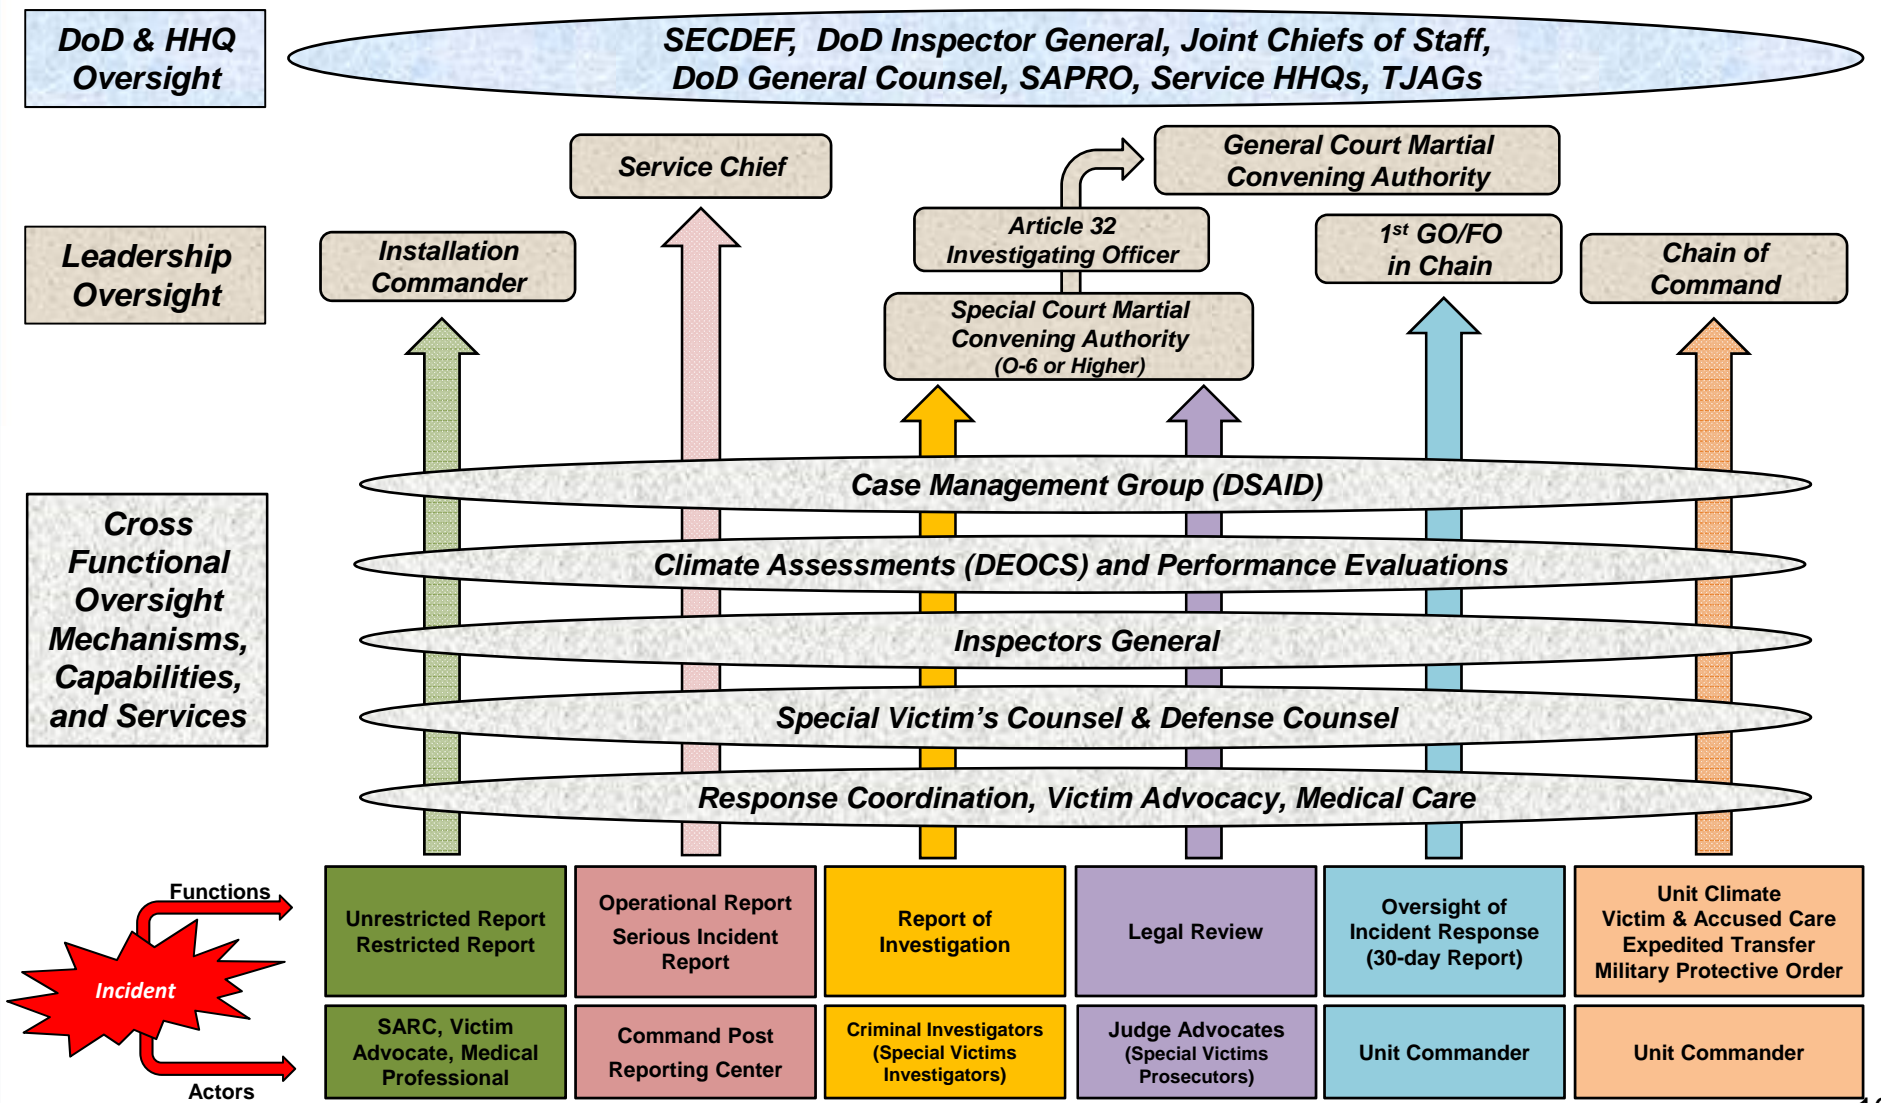 DoD & HHQ
Oversight
SECDEF, DoD Inspector General, Joint Chiefs of Staff,
DoD General Counsel, SAPRO, Service HHQs, TJAGs
Leadership
Oversight
Installation
Commander
Service Chief
General Court Martial
Convening Authority
Article 32
Investigating Officer
Special Court Martial
Convening Authority
(O-6 or Higher)
1st GO/FO
in Chain
Chain of
Command
Cross
Functional
Oversight
Mechanisms,
Capabilities,
and Services
Case Management Group (DSAID)
Climate Assessments (DEOCS) and Performance Evaluations
Inspectors General
Special Victim’s Counsel & Defense Counsel
Response Coordination, Victim Advocacy, Medical Care
Functions
Incident
Actors
Unrestricted Report
Restricted Report
Operational Report
Serious Incident
Report
Report of
Investigation
Legal Review
Oversight of
Incident Response
(30-day Report)
Unit Climate
Victim & Accused Care
Expedited Transfer
Military Protective Order
SARC, Victim
Advocate, Medical
Professional
Command Post
Reporting Center
Criminal Investigators
(Special Victims
Investigators)
Judge Advocates
(Special Victims
Prosecutors)
Unit Commander
Unit Commander